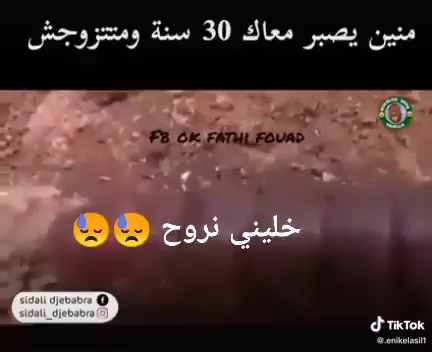 منين يصبر معاك 30 سنة ومتتزوجش
FB OK FATHI FOUAD
خليني نروح 😓😓
sidali djebabra
sidali_djebabra
TikTok
@.enikelasil1